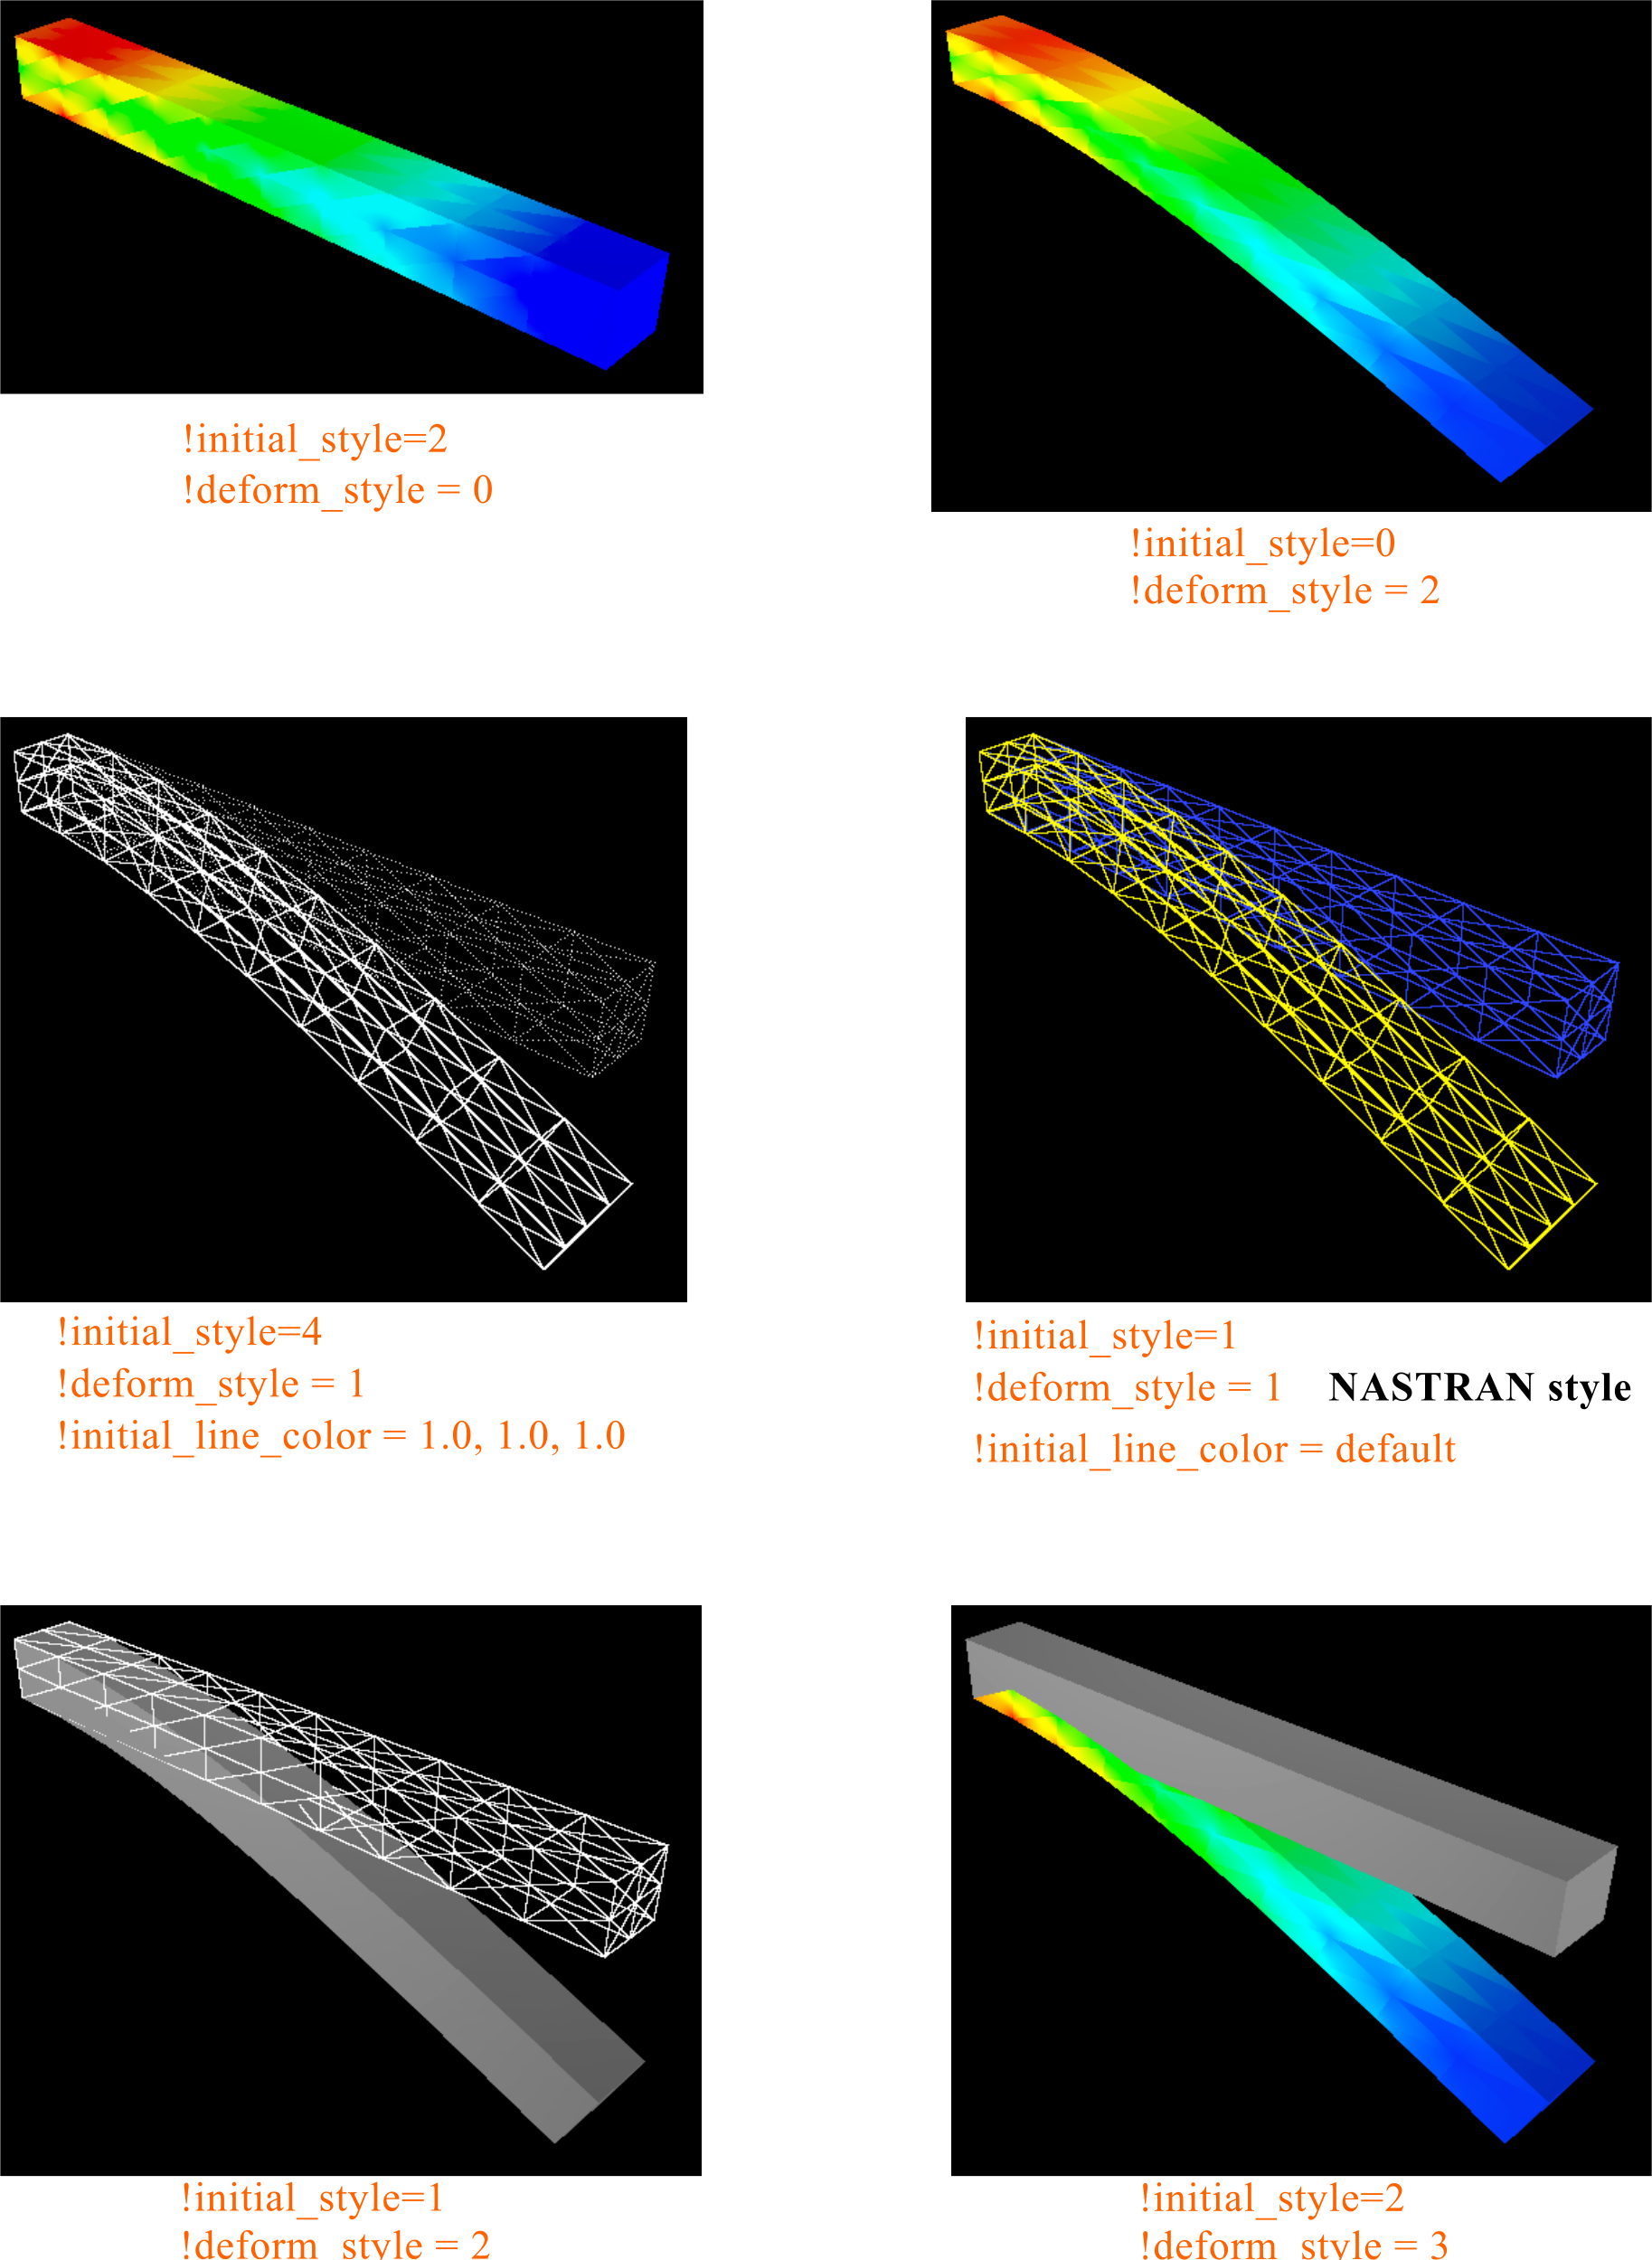 !initial_style=2
!deform_style = 0
!initial_style=0
!deform_style = 2
!initial_style=4
!deform_style = 1
!initial_line_color = 1.0, 1.0, 1.0
!initial_style=1
!deform_style = 1 NASTRAN style
!initial_line_color = default
!initial_style=1
!deform_style = 2
!initial_style=2
!deform_style = 3